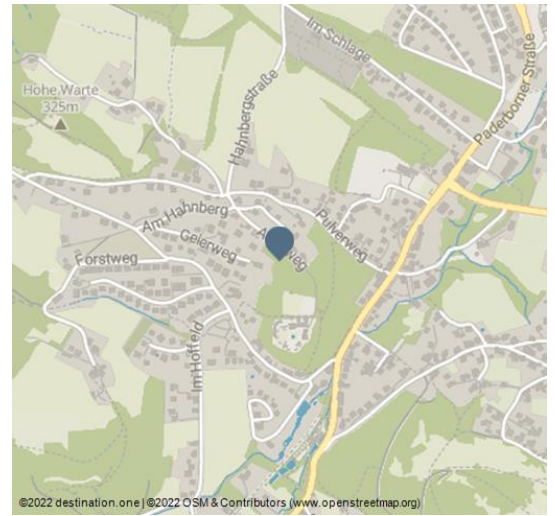 Im Schlage
Paderborner Straße
Hohe Warte
325m
Hahnbergstraße
Am Hahnberg
Pulverweg
Geierweg
Forstweg
Im Hoffeld
©2022 destination.one | ©2022 OSM & Contributors (www.openstreetmap.org)